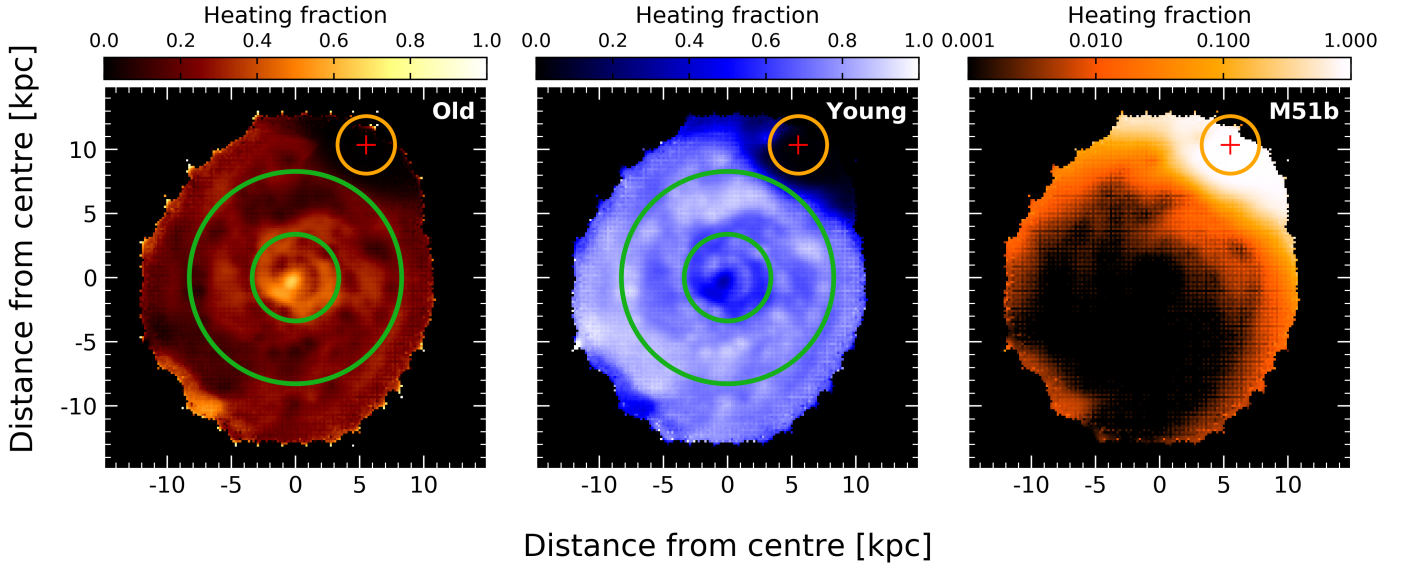 Heating fraction Heating fraction Heating fraction
0.0 0.2 0.4 0.6 0.8 1.0 0.0 0.2 0.4 0.6 0.8 1.0 0.001 0.010 0.100 1.000
Old Young M51b
Distance from centre [kpc]
10
5
0
-5
-10
-10 -5 0 5 10 -10 -5 0 5 10 -10 -5 0 5 10
Distance from centre [kpc]